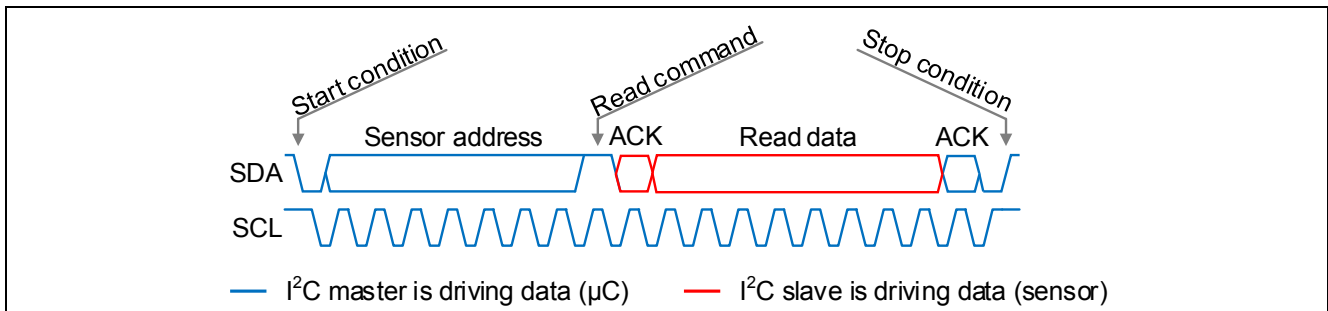 Start condition
Read command
Stop condition
Sensor address
ACK
Read data
ACK
SDA
SCL
I²C master is driving data (µC)
I²C slave is driving data (sensor)